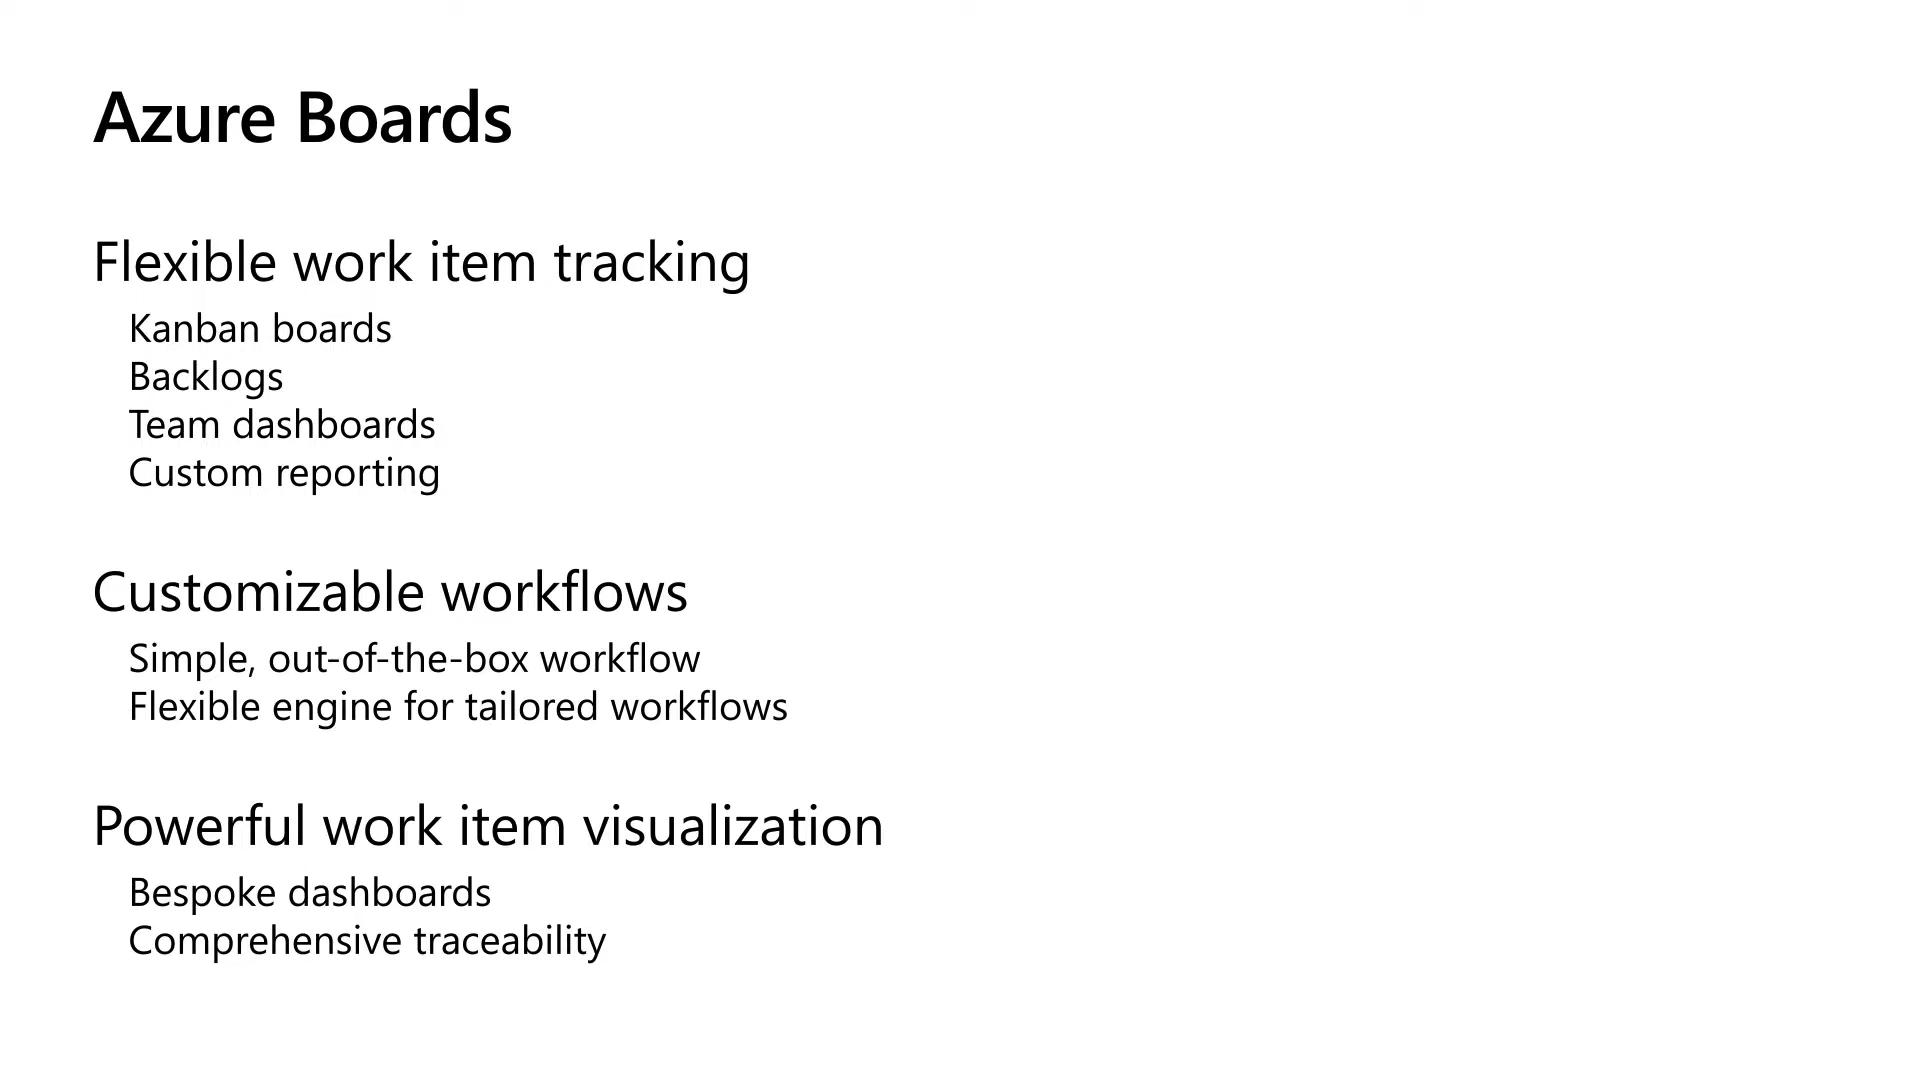 Azure Boards
Flexible work item tracking
Kanban boards
Backlogs
Team dashboards
Custom reporting
Customizable workflows
Simple, out-of-the-box workflow
Flexible engine for tailored workflows
Powerful work item visualization
Bespoke dashboards
Comprehensive traceability